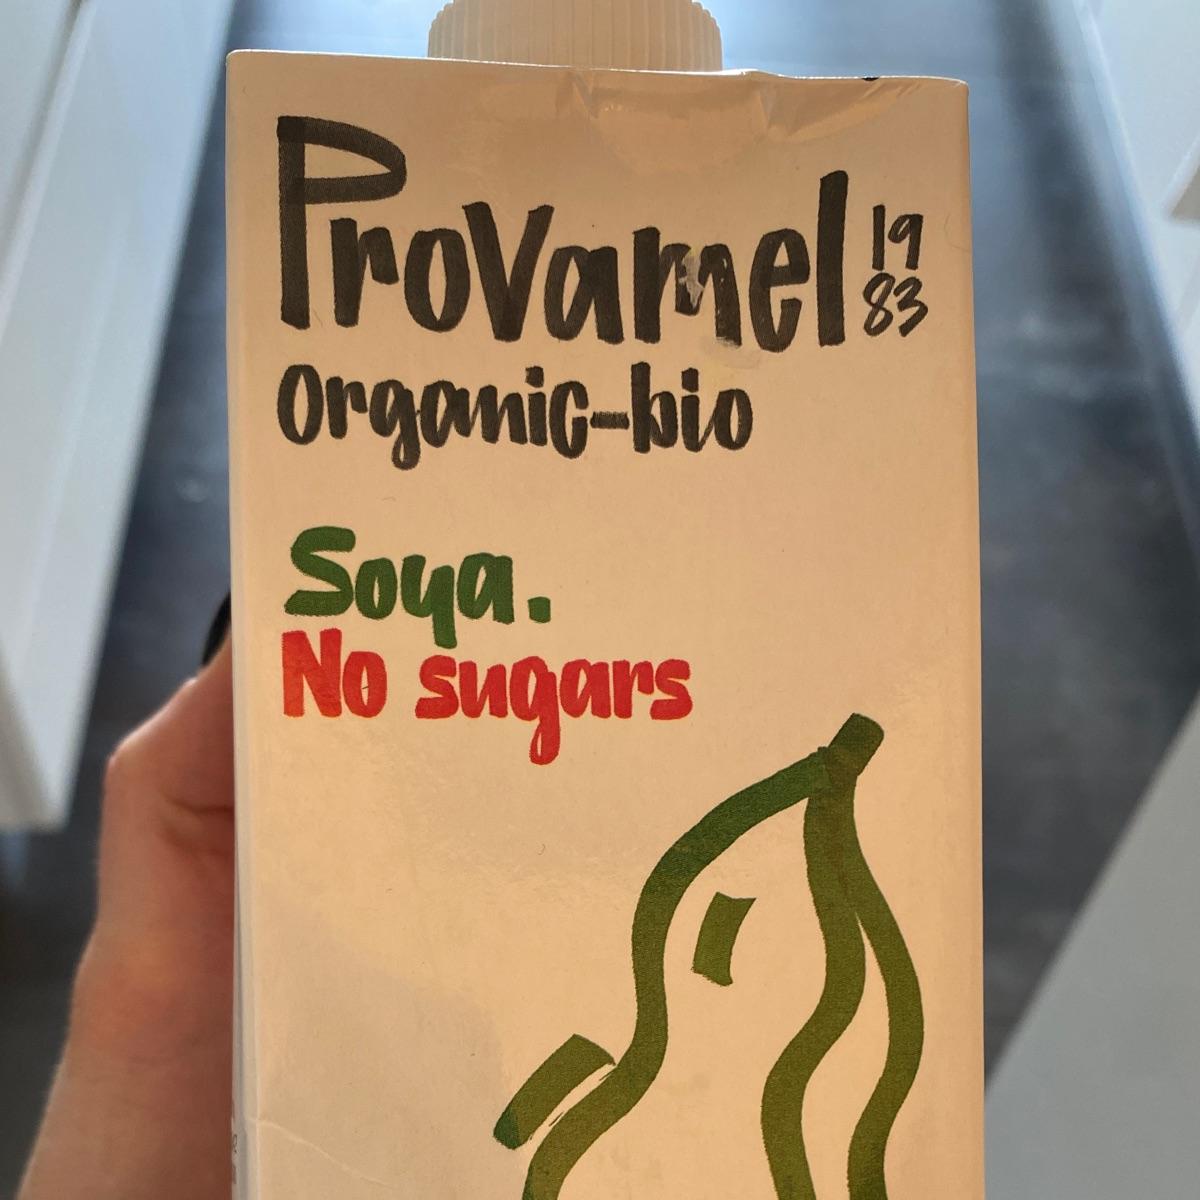 Provamel 19 83
organic-bio
Soya.
No sugars